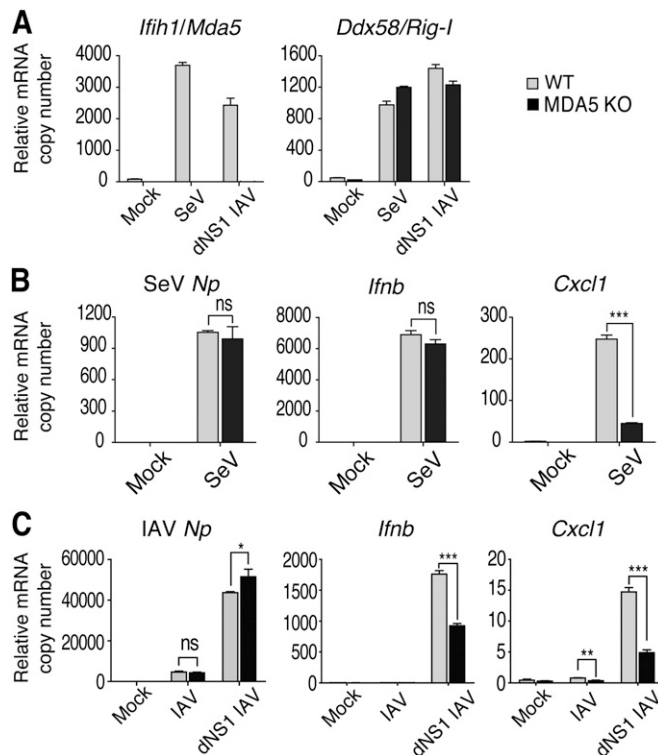 A
Ifih1/Mda5
Ddx58/Rig-I
WT
MDA5 KO
Relative mRNA
copy number
4000
3000
2000
1000
0
Mock
SeV
dNS1 IAV
1600
1200
800
400
0
Mock
SeV
dNS1 IAV
B
SeV Np
Ifnb
Cxcl1
Relative mRNA
copy number
1200
900
600
300
0
ns
Mock
SeV
8000
6000
4000
2000
0
ns
Mock
SeV
300
200
100
0
***
Mock
SeV
C
IAV Np
Ifnb
Cxcl1
Relative mRNA
copy number
60000
40000
20000
0
ns
*
Mock
IAV
dNS1 IAV
2000
1500
1000
500
0
***
Mock
IAV
dNS1 IAV
20
15
10
5
0
**
***
Mock
IAV
dNS1 IAV